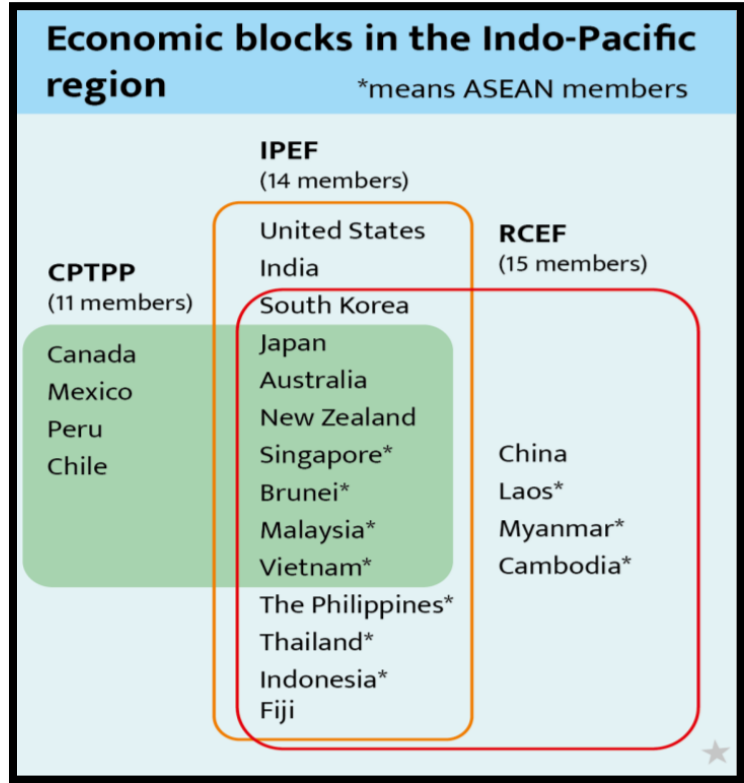 Economic blocks in the Indo-Pacific
region
*means ASEAN members
IPEF
(14 members)
United States
India
South Korea
Japan
Australia
New Zealand
Singapore*
Brunei*
Malaysia*
Vietnam*
The Philippines*
Thailand*
Indonesia*
Fiji
CPTPP
(11 members)
Canada
Mexico
Peru
Chile
RCEF
(15 members)
China
Laos*
Myanmar*
Cambodia*